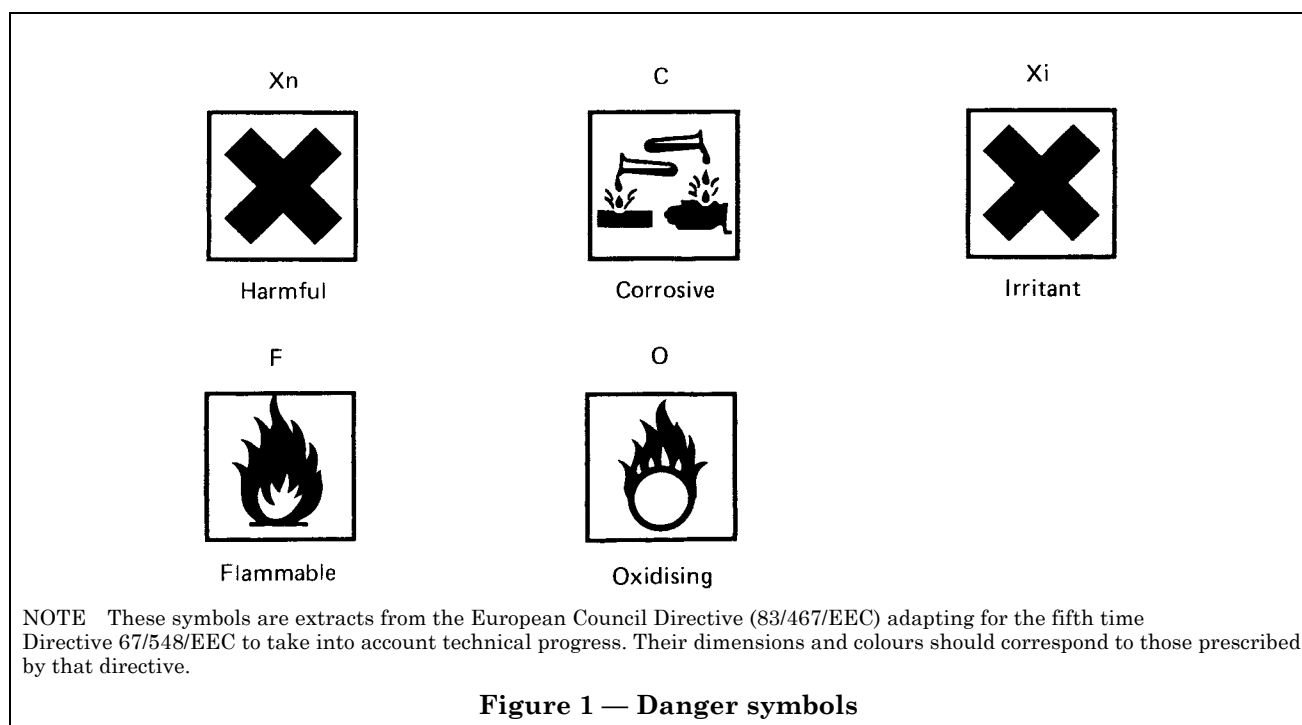 Xn
C
Xi
Harmful
Corrosive
Irritant
F
O
Flammable
Oxidising
NOTE These symbols are extracts from the European Council Directive (83/467/EEC) adapting for the fifth time
Directive 67/548/EEC to take into account technical progress. Their dimensions and colours should correspond to those prescribed
by that directive.
Figure 1 — Danger symbols